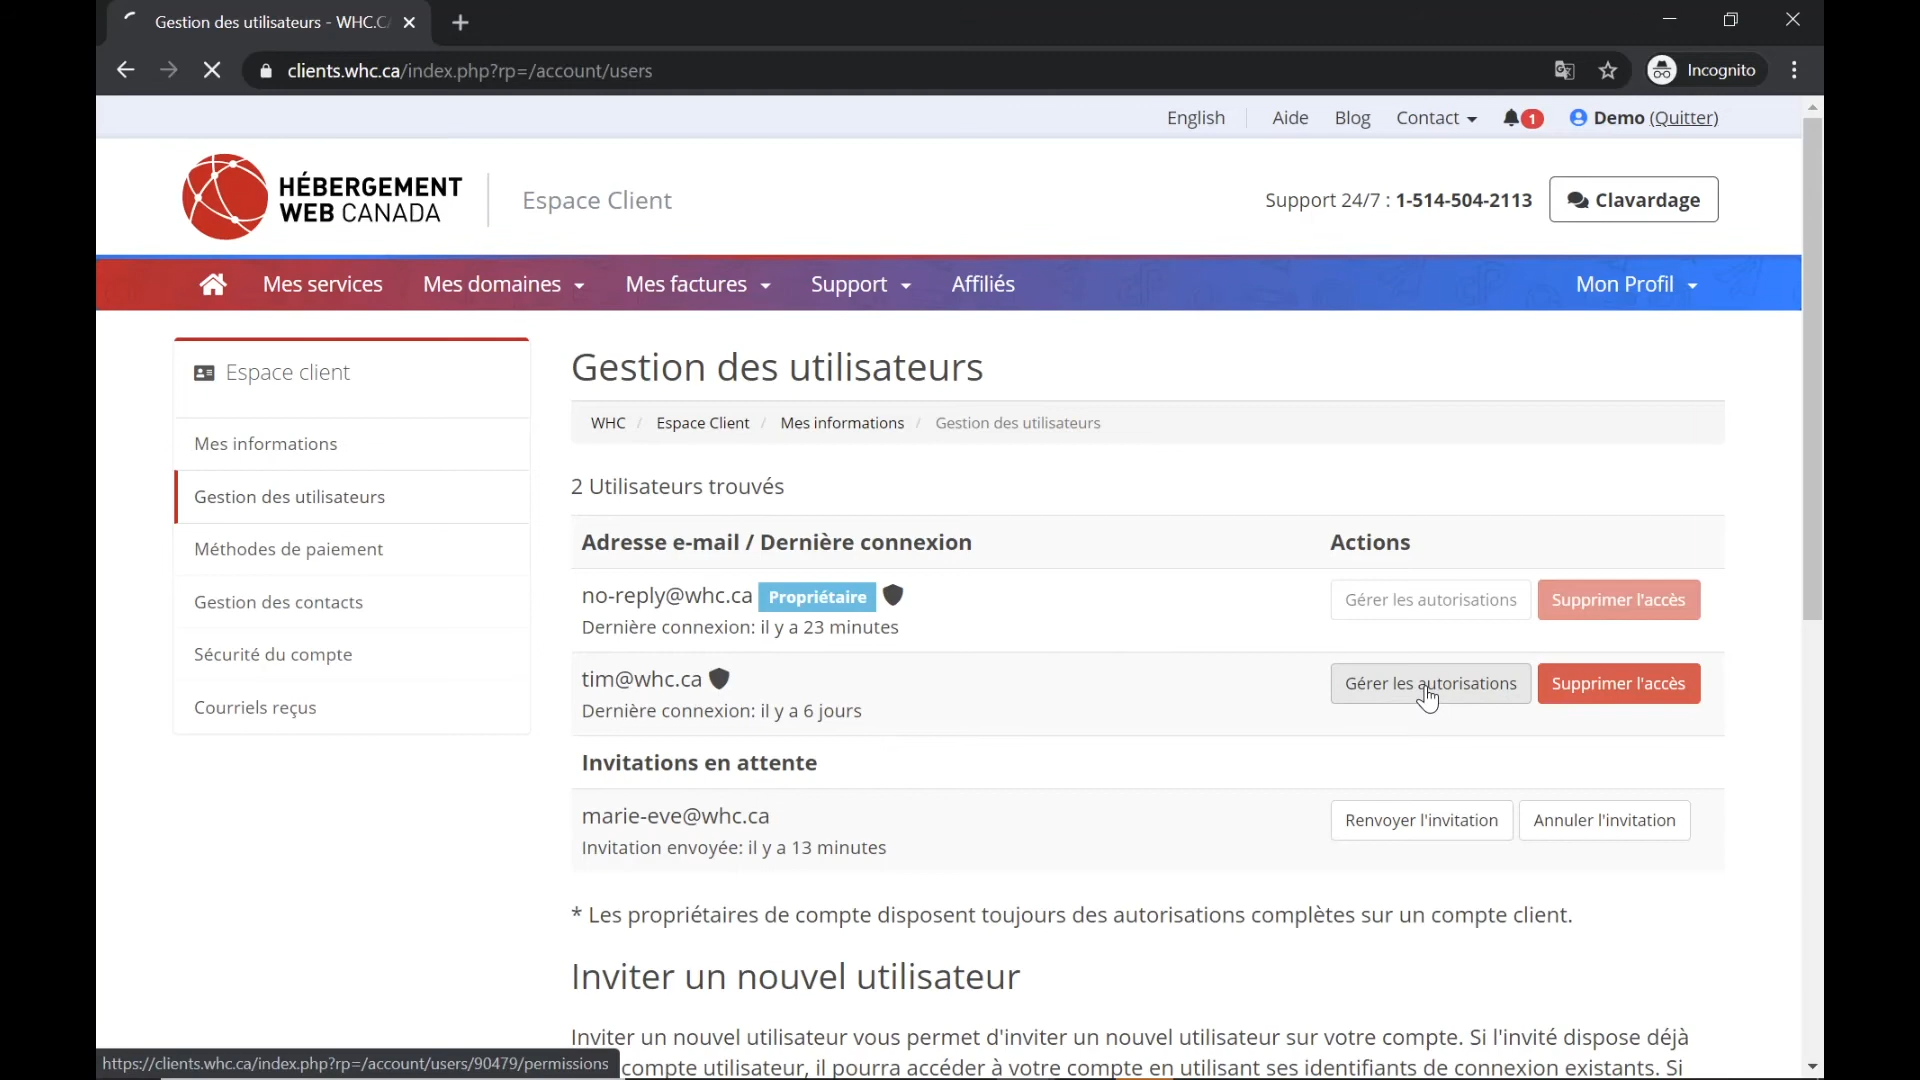 Gestion des utilisateurs - WHC.C
clients.whc.ca/index.php?rp=/account/users
Incognito
English
Aide
Blog
Contact
1
Demo (Quitter)
HÉBERGEMENT
WEB CANADA
Espace Client
Support 24/7 : 1-514-504-2113
Clavardage
Mes services
Mes domaines
Mes factures
Support
Affiliés
Mon Profil
Espace client
Mes informations
Gestion des utilisateurs
Méthodes de paiement
Gestion des contacts
Sécurité du compte
Courriels reçus
Gestion des utilisateurs
WHC / Espace Client / Mes informations / Gestion des utilisateurs
2 Utilisateurs trouvés
Adresse e-mail / Dernière connexion
Actions
no-reply@whc.ca Propriétaire
Gérer les autorisations
Supprimer l'accès
Dernière connexion: il y a 23 minutes
tim@whc.ca
Gérer les autorisations
Supprimer l'accès
Dernière connexion: il y a 6 jours
Invitations en attente
marie-eve@whc.ca
Renvoyer l'invitation
Annuler l'invitation
Invitation envoyée: il y a 13 minutes
* Les propriétaires de compte disposent toujours des autorisations complètes sur un compte client.
Inviter un nouvel utilisateur
Inviter un nouvel utilisateur vous permet d'inviter un nouvel utilisateur sur votre compte. Si l'invité dispose déjà
compte utilisateur, il pourra accéder à votre compte en utilisant ses identifiants de connexion existants. Si
https://clients.whc.ca/index.php?rp=/account/users/90479/permissions